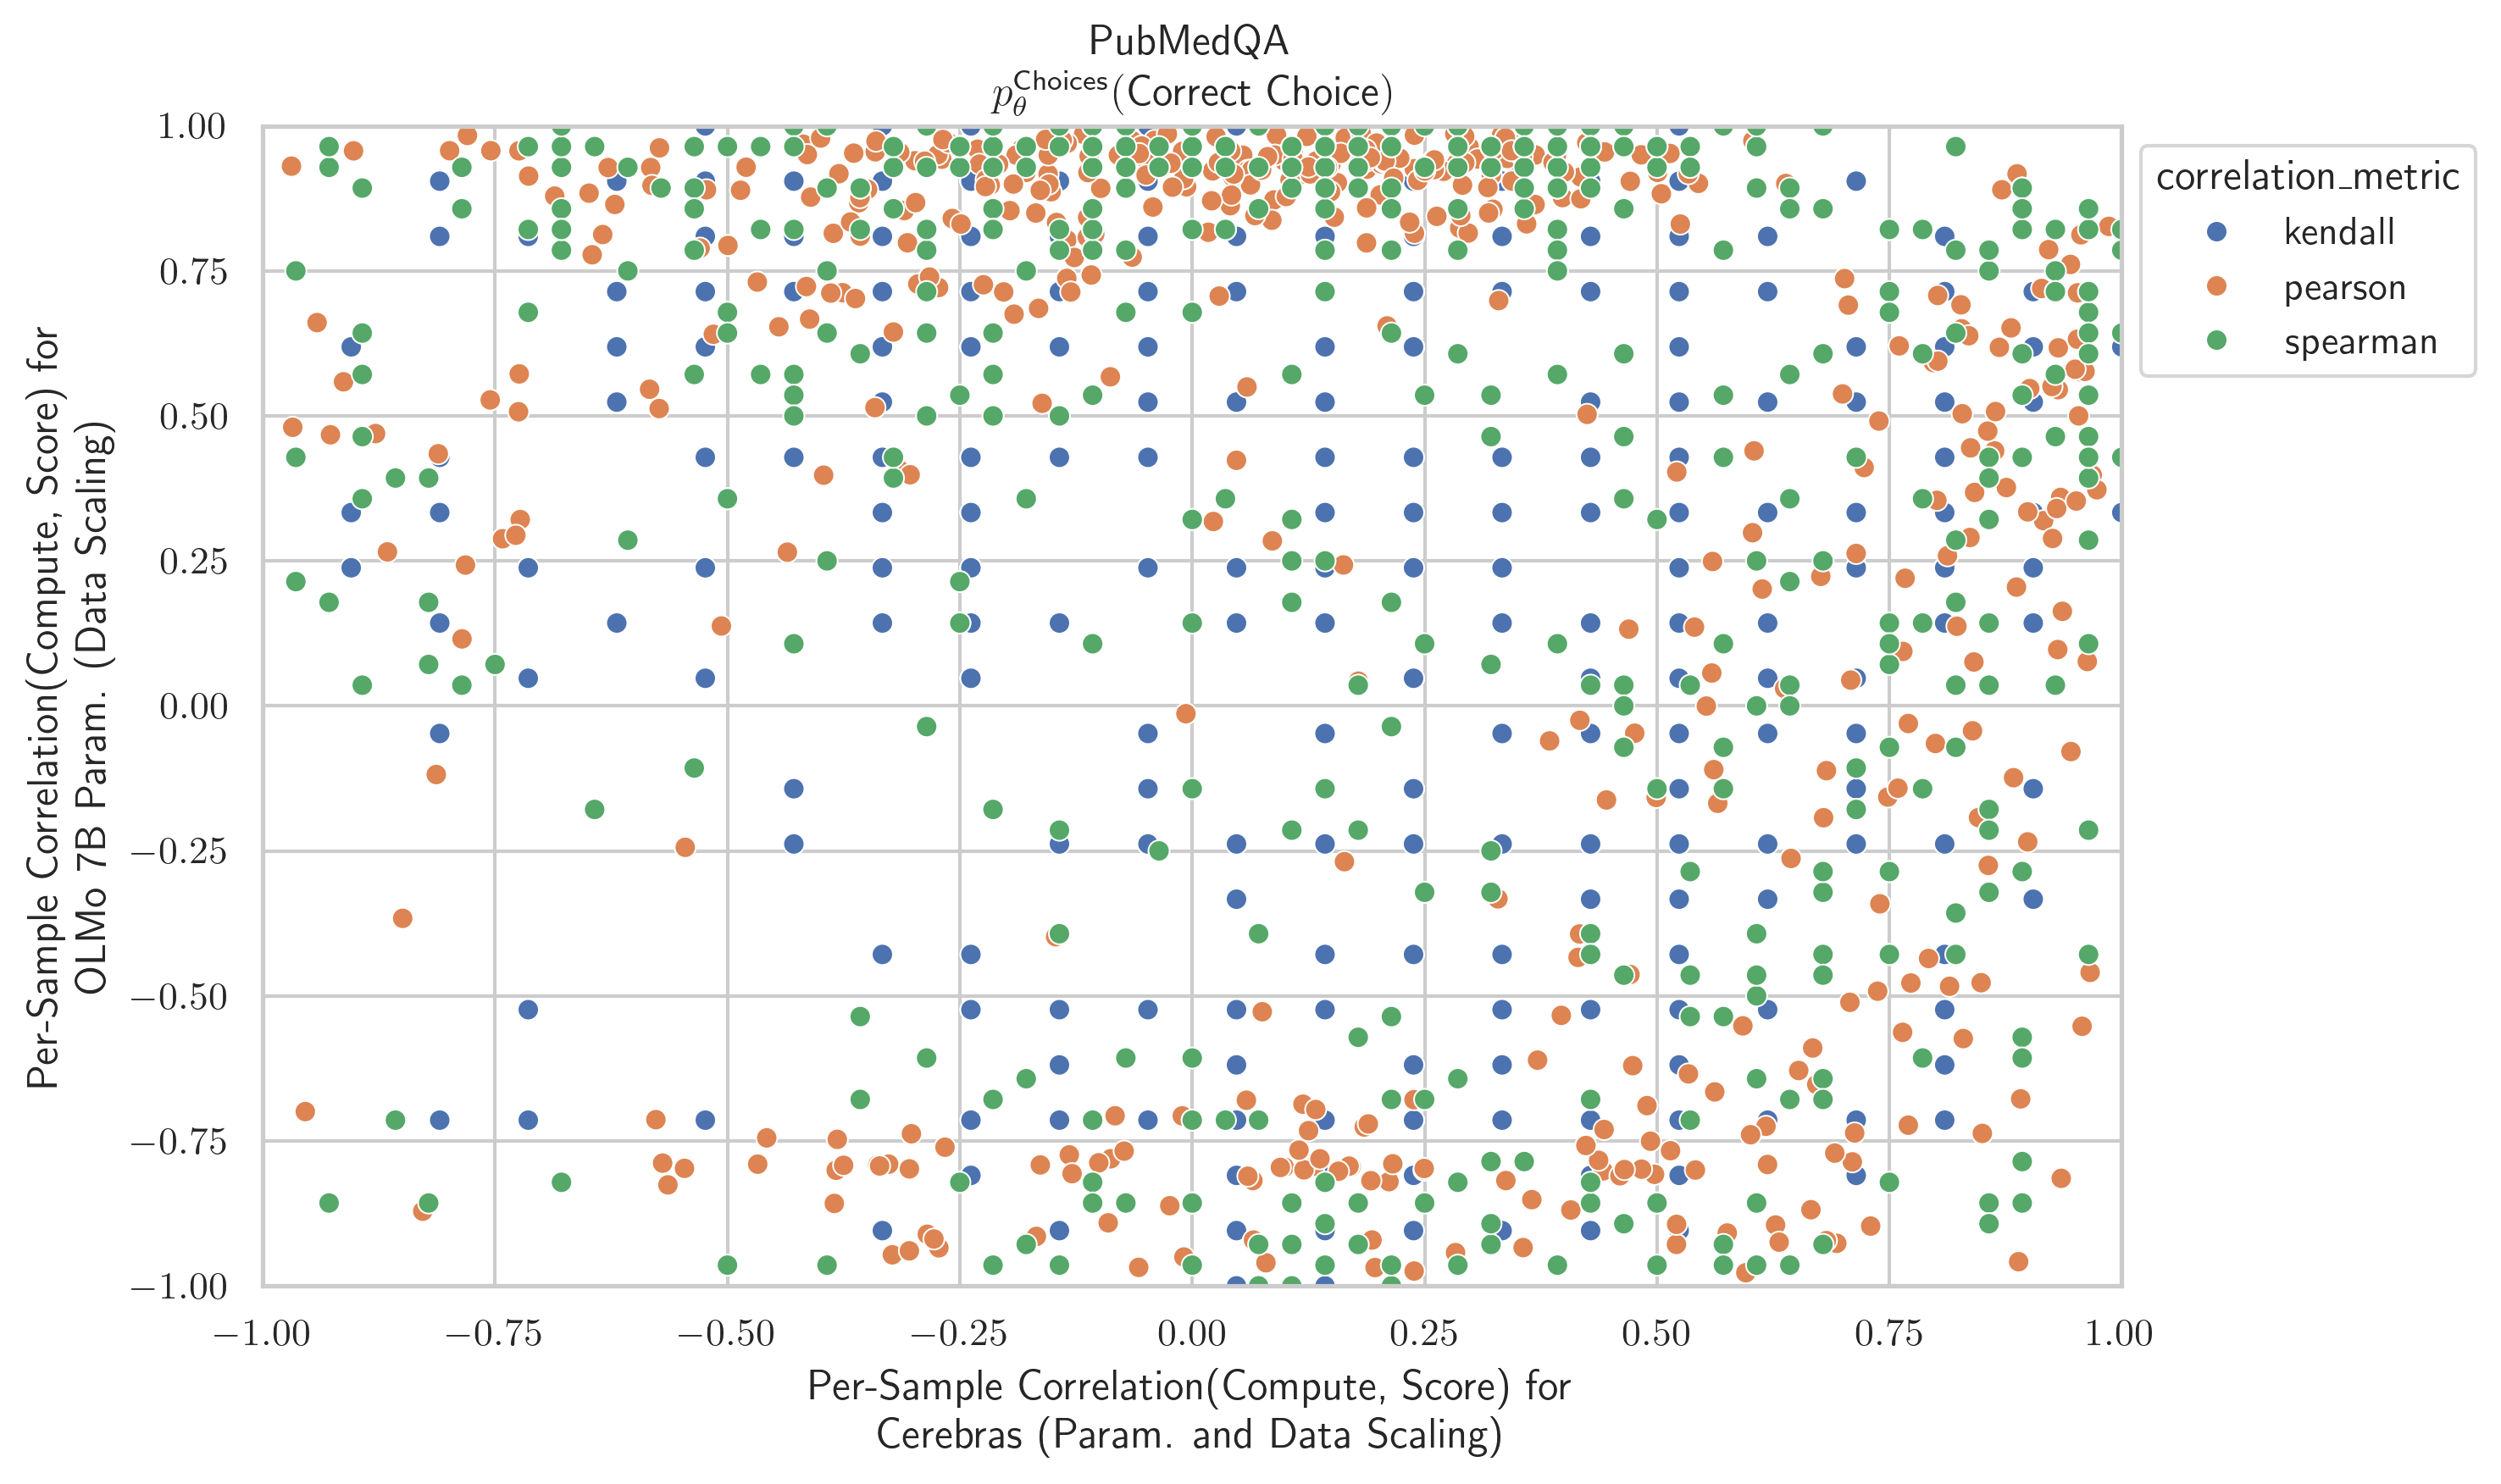 PubMedQA
p_θ^Choices(Correct Choice)
1.00
0.75
0.50
0.25
0.00
−0.25
−0.50
−0.75
−1.00
Per-Sample Correlation(Compute, Score) for
OLMo 7B Param. (Data Scaling)
correlation_metric
kendall
pearson
spearman
−1.00 −0.75 −0.50 −0.25 0.00 0.25 0.50 0.75 1.00
Per-Sample Correlation(Compute, Score) for
Cerebras (Param. and Data Scaling)